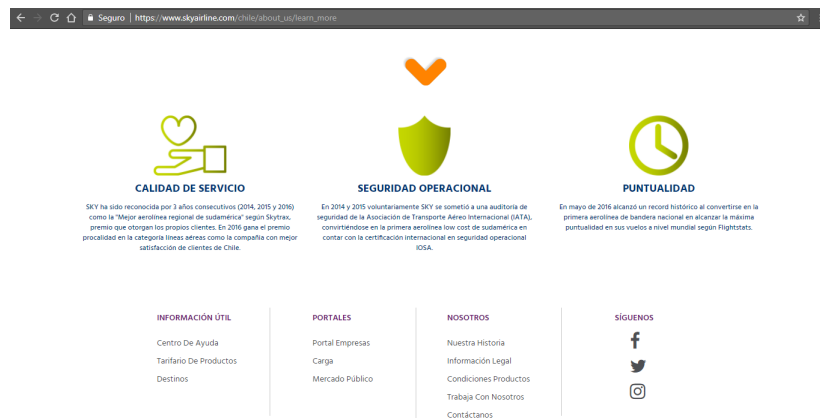 Seguro | https://www.skyairline.com/chile/about_us/learn_more
CALIDAD DE SERVICIO
SKY ha sido reconocida por 3 años consecutivos (2014, 2015 y 2016)
como la "Mejor aerolínea regional de sudamérica" según Skytrax,
premio que otorgan los propios clientes. En 2016 gana el premio
procalidad en la categoría líneas aéreas como la compañía con mejor
satisfacción de clientes de Chile.
SEGURIDAD OPERACIONAL
En 2014 y 2015 voluntariamente SKY se sometió a una auditoría de
seguridad de la Asociación de Transporte Aéreo Internacional (IATA),
convirtiéndose en la primera aerolínea low cost de sudamérica en
contar con la certificación internacional en seguridad operacional
IOSA.
PUNTUALIDAD
En mayo de 2016 alcanzó un record histórico al convertirse en la
primera aerolínea de bandera nacional en alcanzar la máxima
puntualidad en sus vuelos a nivel mundial según Flightstats.
INFORMACIÓN ÚTIL
Centro De Ayuda
Tarifario De Productos
Destinos
PORTALES
Portal Empresas
Carga
Mercado Público
NOSOTROS
Nuestra Historia
Información Legal
Condiciones Productos
Trabaja Con Nosotros
Contáctanos
SÍGUENOS